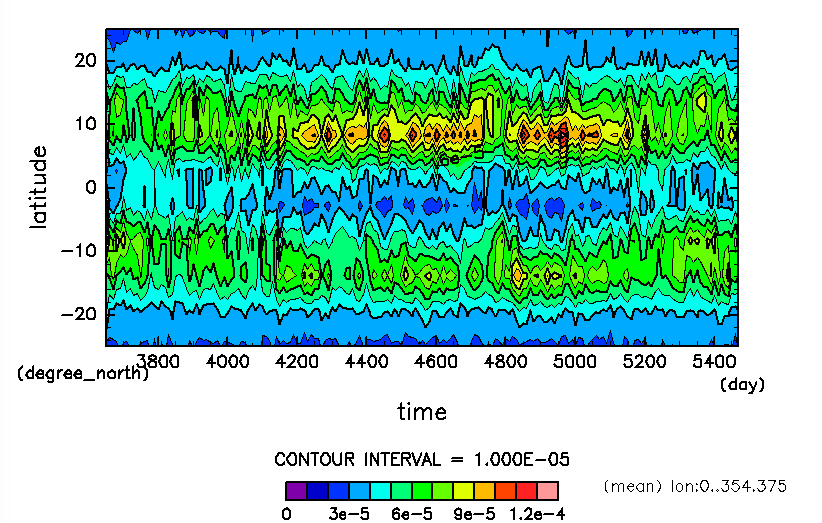 20
10
0
−10
−20
latitude
(degree_north)
3800 4000 4200 4400 4600 4800 5000 5200 5400
(day)
time
CONTOUR INTERVAL = 1.000E−05
0 3e−5 6e−5 9e−5 1.2e−4
(mean) lon:0..354.375